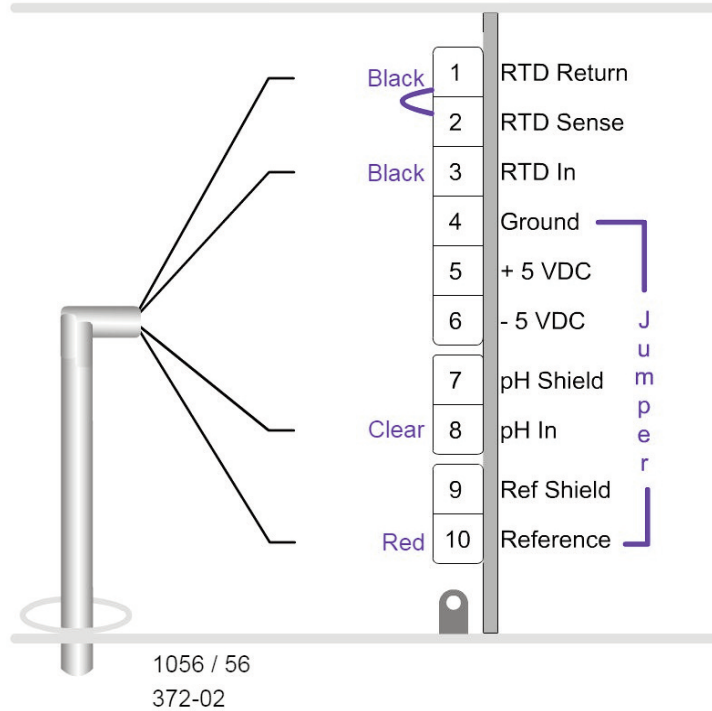 Black 1 RTD Return
2 RTD Sense
Black 3 RTD In
4 Ground
5 + 5 VDC
6 - 5 VDC
7 pH Shield
Clear 8 pH In
9 Ref Shield
Red 10 Reference
Jumper
1056 / 56
372-02